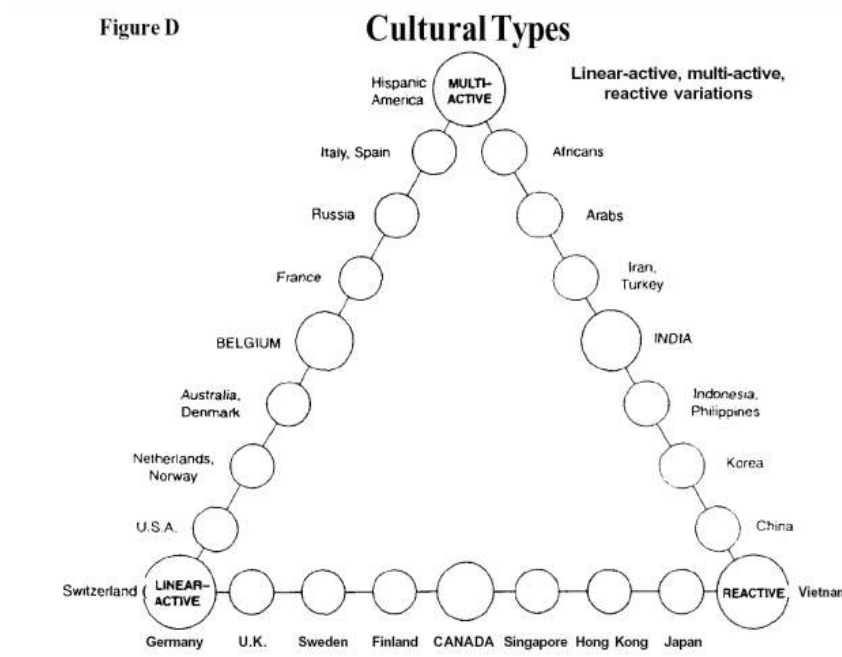 Figure D
Cultural Types
Linear-active, multi-active,
reactive variations
Hispanic
America
MULTI-
ACTIVE
Italy, Spain
Africans
Russia
Arabs
France
Iran,
Turkey
BELGIUM
INDIA
Australia,
Denmark
Indonesia,
Philippines
Netherlands,
Norway
Korea
U.S.A.
China
Switzerland
LINEAR-
ACTIVE
REACTIVE
Vietnam
Germany
U.K.
Sweden
Finland
CANADA
Singapore
Hong Kong
Japan